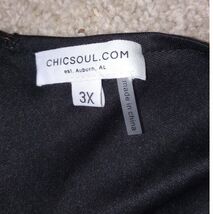 CHICSOUL.COM
est. Auburn, AL
3X
made in china